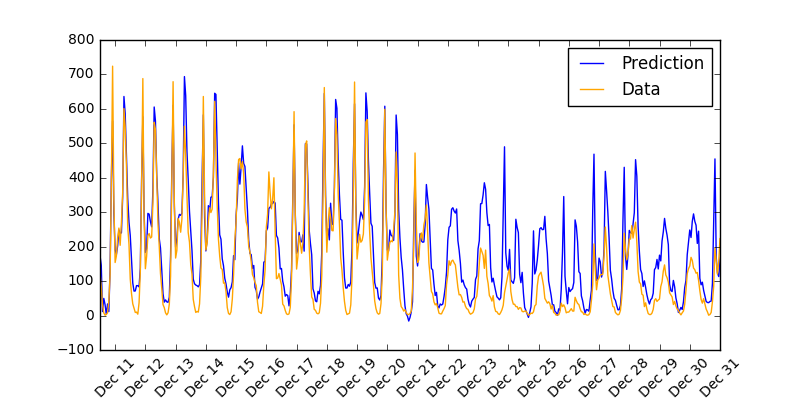 800
700
600
500
400
300
200
100
0
−100
Prediction
Data
Dec 11
Dec 12
Dec 13
Dec 14
Dec 15
Dec 16
Dec 17
Dec 18
Dec 19
Dec 20
Dec 21
Dec 22
Dec 23
Dec 24
Dec 25
Dec 26
Dec 27
Dec 28
Dec 29
Dec 30
Dec 31